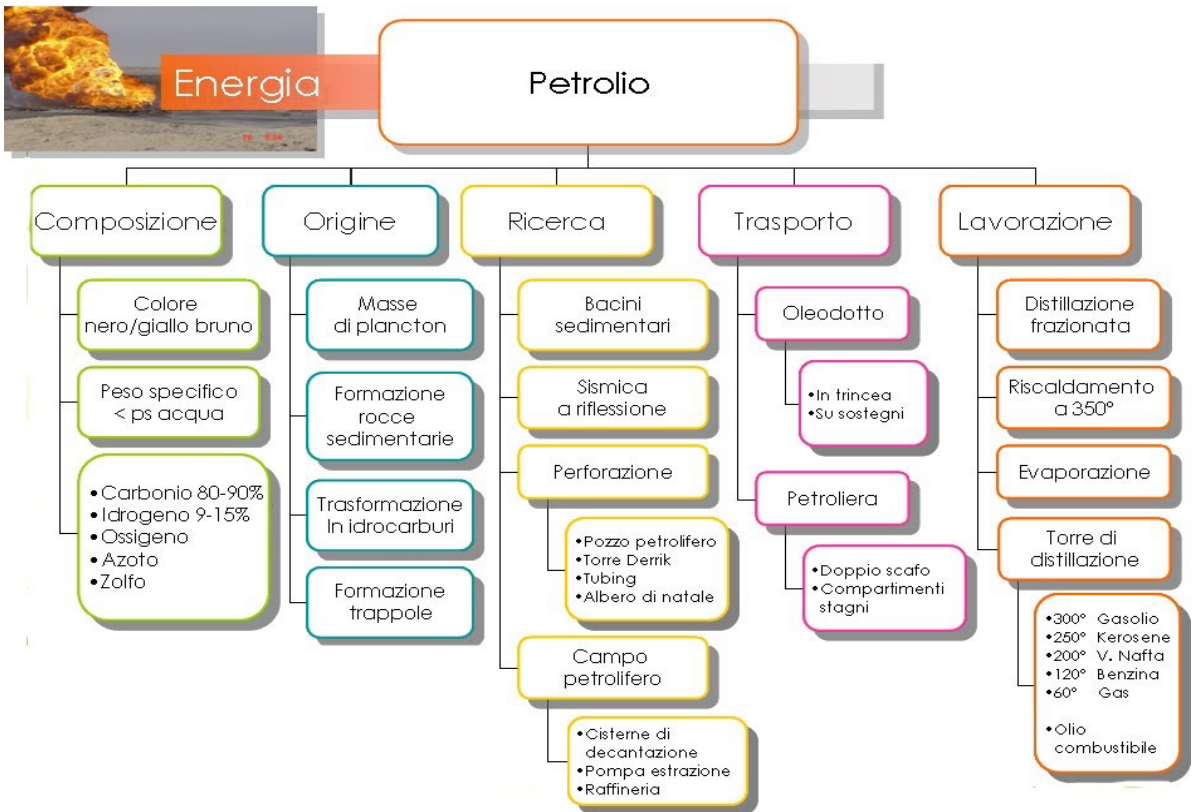 Energia
Petrolio
Composizione
Colore
nero/giallo bruno
Peso specifico
< ps acqua
•Carbonio 80-90%
•Idrogeno 9-15%
•Ossigeno
•Azoto
•Zolfo
Origine
Masse
di plancton
Formazione
rocce
sedimentarie
Trasformazione
In idrocarburi
Formazione
trappole
Ricerca
Bacini
sedimentari
Sismica
a riflessione
Perforazione
•Pozzo petrolifero
•Torre Derrik
•Tubing
•Albero di natale
Campo
petrolifero
•Cisterne di
decantazione
•Pompa estrazione
•Raffineria
Trasporto
Oleodotto
•In trincea
•Su sostegni
Petroliera
•Doppio scafo
•Compartimenti
stagni
Lavorazione
Distillazione
frazionata
Riscaldamento
a 350°
Evaporazione
Torre di
distillazione
•300° Gasolio
•250° Kerosene
•200° V. Nafta
•120° Benzina
•60° Gas
•Olio
combustibile